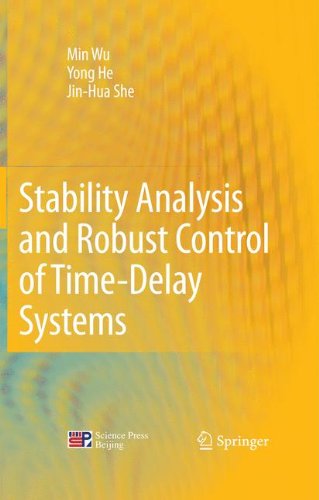 Min Wu
Yong He
Jin-Hua She
Stability Analysis
and Robust Control
of Time-Delay
Systems
Science Press
Beijing
Springer